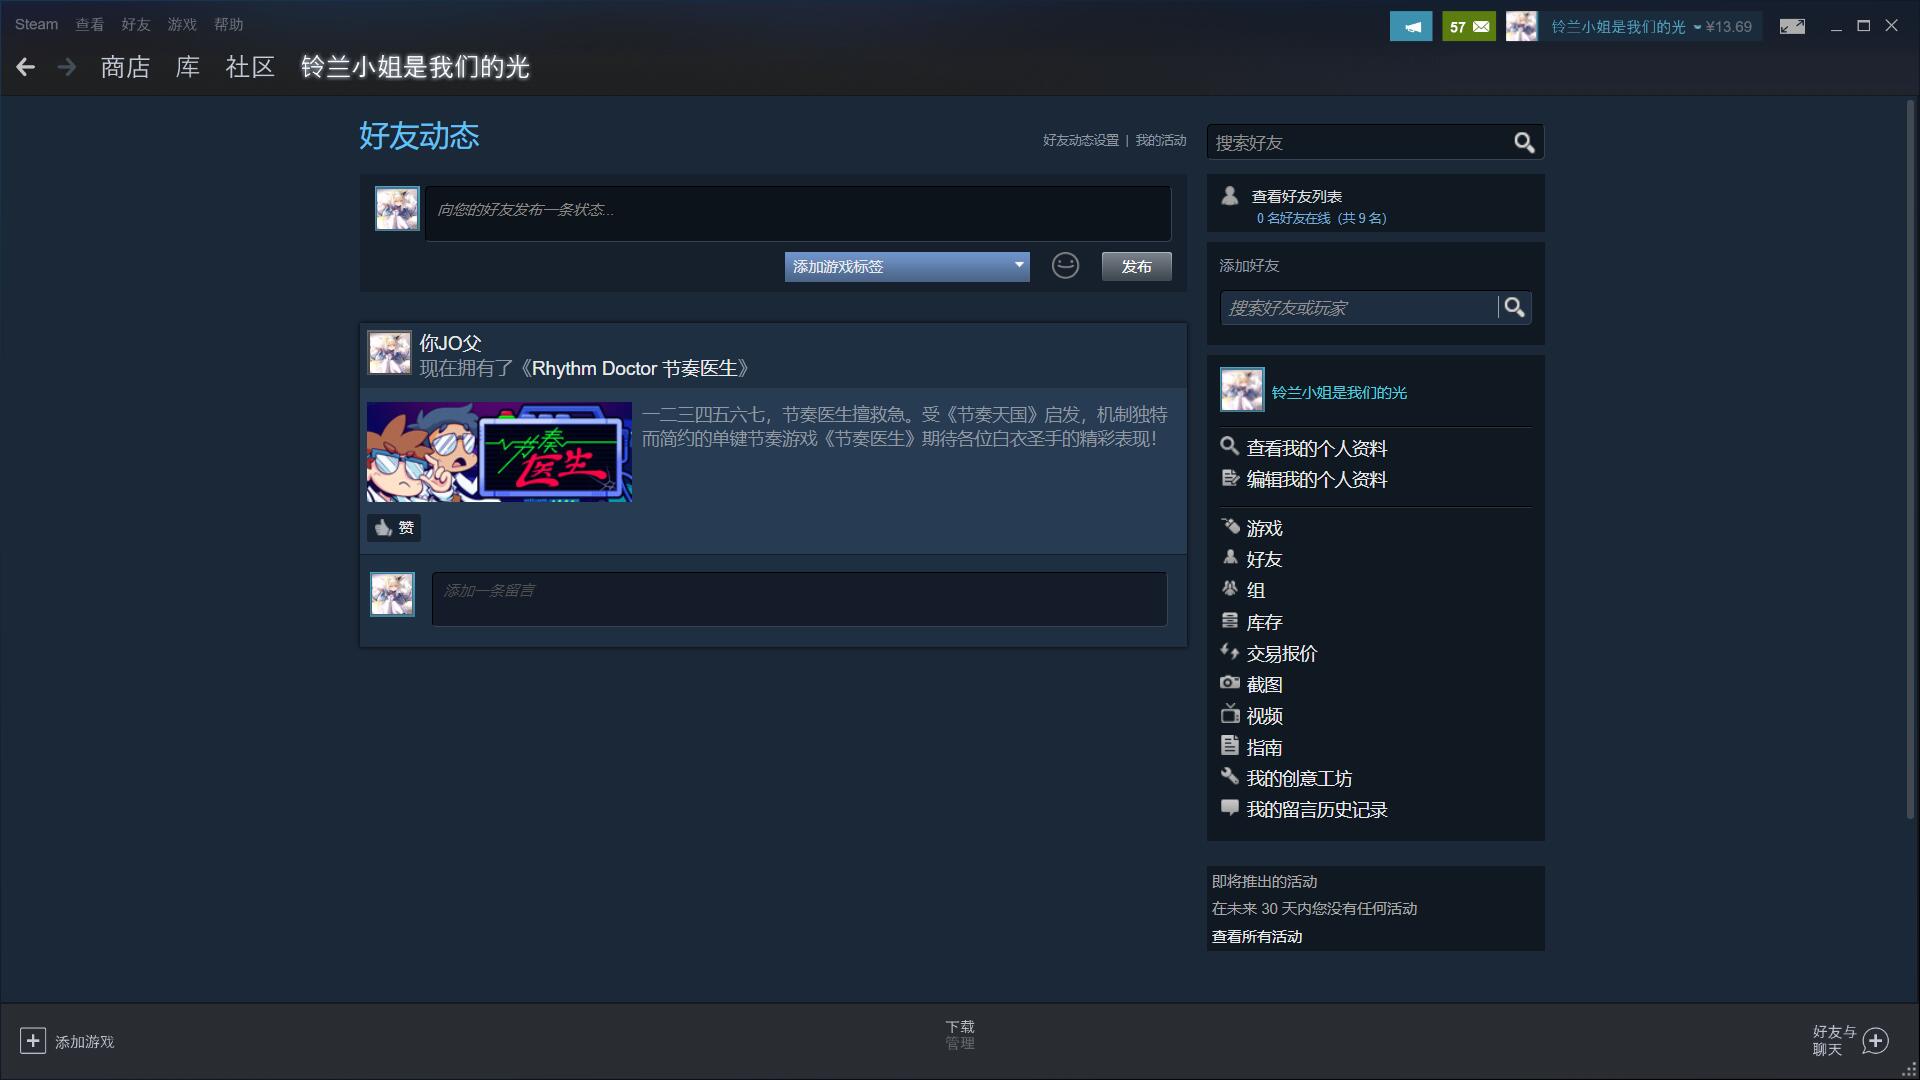 Steam 查看 好友 游戏 帮助
57
铃兰小姐是我们的光 ¥13.69
商店 库 社区 铃兰小姐是我们的光
好友动态
好友动态设置 | 我的活动
向您的好友发布一条状态...
添加游戏标签
发布
你JO父
现在拥有了《Rhythm Doctor 节奏医生》
节奏
医生
一二三四五六七，节奏医生擅救急。受《节奏天国》启发，机制独特
而简约的单键节奏游戏《节奏医生》期待各位白衣圣手的精彩表现！
赞
添加一条留言
搜索好友
查看好友列表
0 名好友在线（共 9 名）
添加好友
搜索好友或玩家
铃兰小姐是我们的光
查看我的个人资料
编辑我的个人资料
游戏
好友
组
库存
交易报价
截图
视频
指南
我的创意工坊
我的留言历史记录
即将推出的活动
在未来 30 天内您没有任何活动
查看所有活动
添加游戏
下载
管理
好友与
聊天